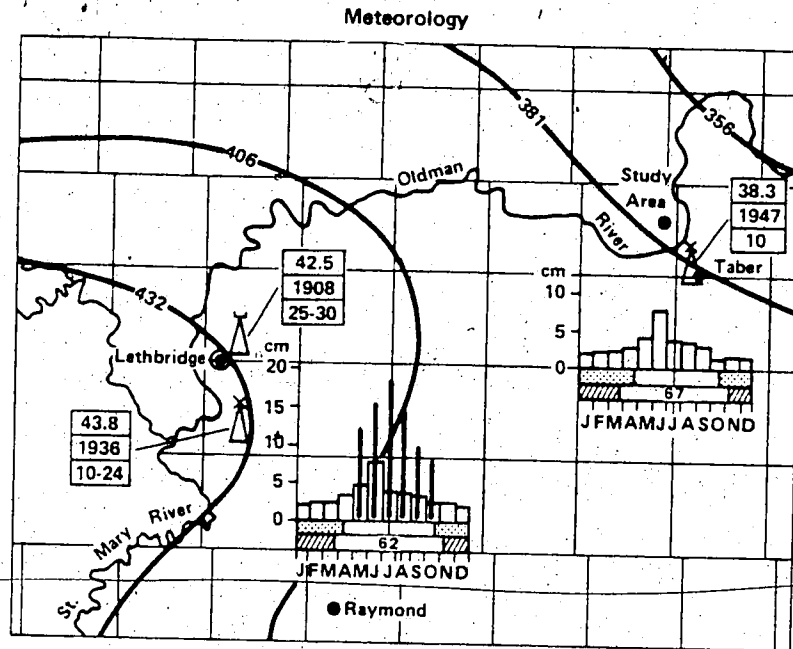 Meteorology
381
356
406
Oldman
River
Study
Area
38.3
1947
10
Taber
42.5
1908
25-30
432
Lethbridge
43.8
1936
10-24
cm
20
15
10
5
0
62
J F M A M J J A S O N D
cm
10
5
0
67
J F M A M J J A S O N D
St. Mary River
Raymond